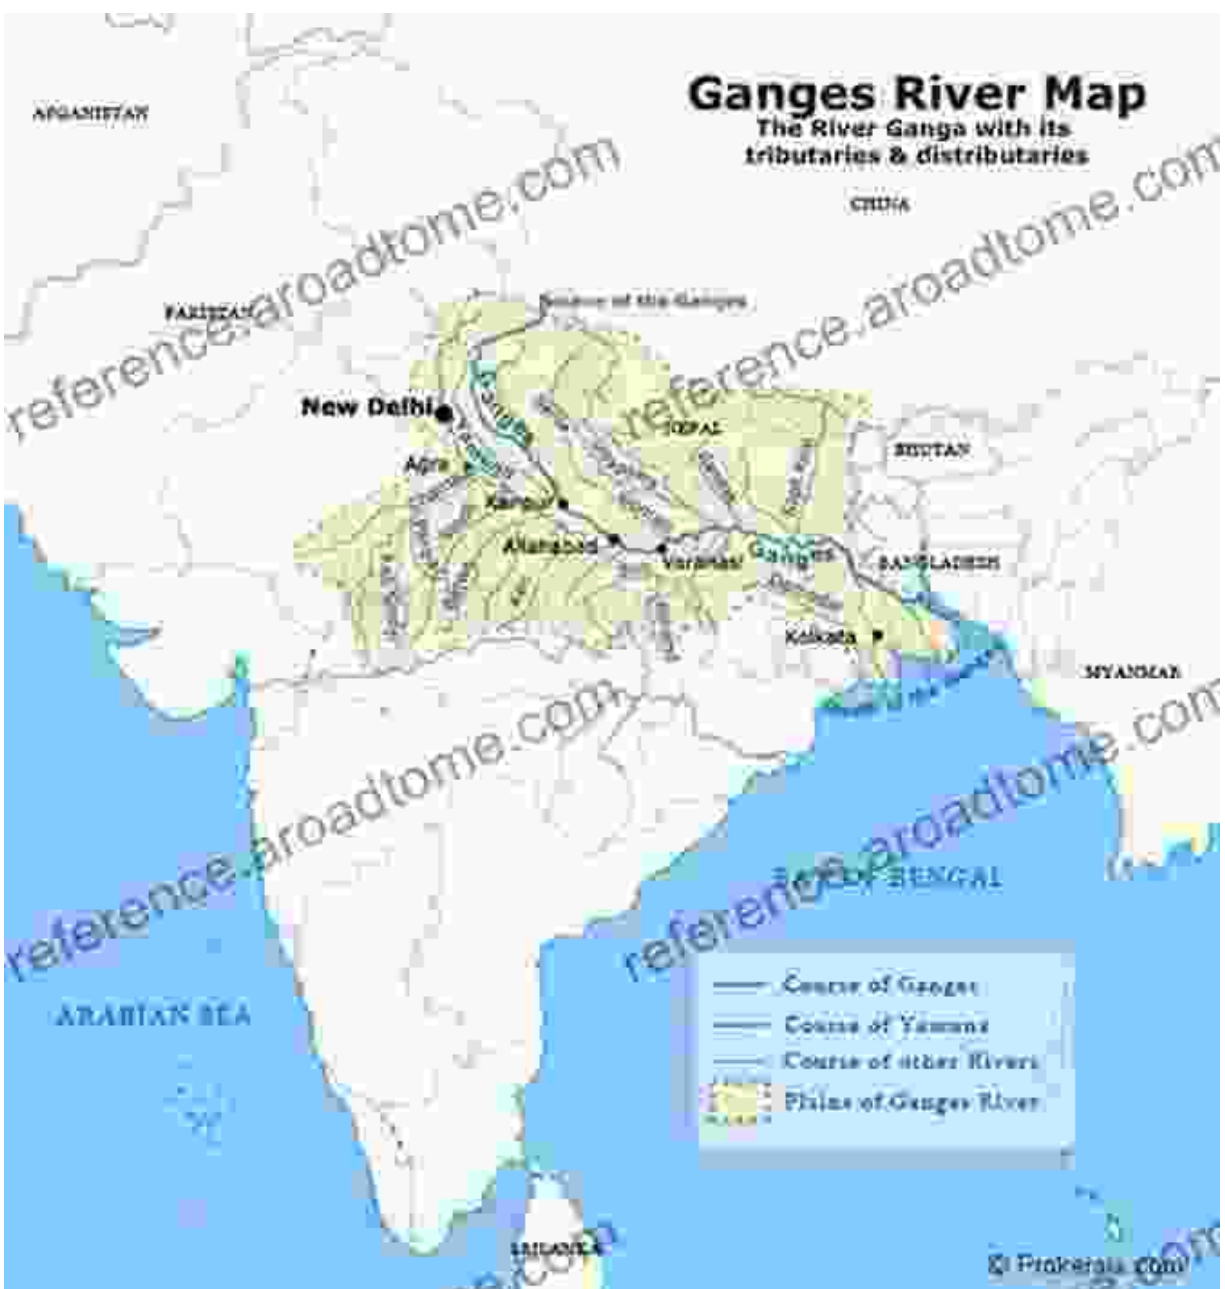 Ganges River Map
The River Ganga with its
tributaries & distributaries
AFGANISTAN
CHINA
reference.aroadtome.com
reference.aroadtome.com
PAKISTAN
Source of the Ganges
New Delhi
Ganges
Yamuna
NEPAL
BHUTAN
Agra
Kanpur
Allahabad
Varanasi
Ganges
BANGLADESH
Kolkata
MYANMAR
reference.aroadtome.com
reference.aroadtome.com
BAY OF BENGAL
ARABIAN SEA
Course of Ganges
Course of Yamuna
Course of other Rivers
Plains of Ganges River
SRILANKA
© Prokerala.com